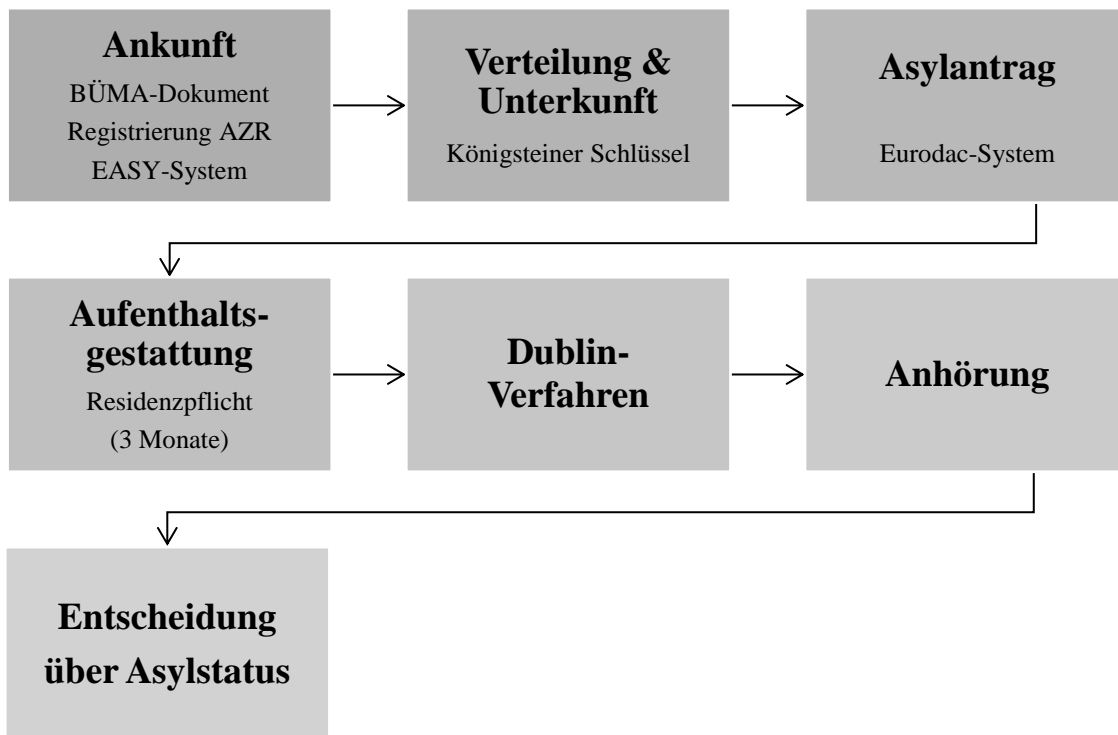 Ankunft
BÜMA-Dokument
Registrierung AZR
EASY-System
Verteilung &
Unterkunft
Königsteiner Schlüssel
Asylantrag
Eurodac-System
Aufenthalts-
gestattung
Residenzpflicht
(3 Monate)
Dublin-
Verfahren
Anhörung
Entscheidung
über Asylstatus